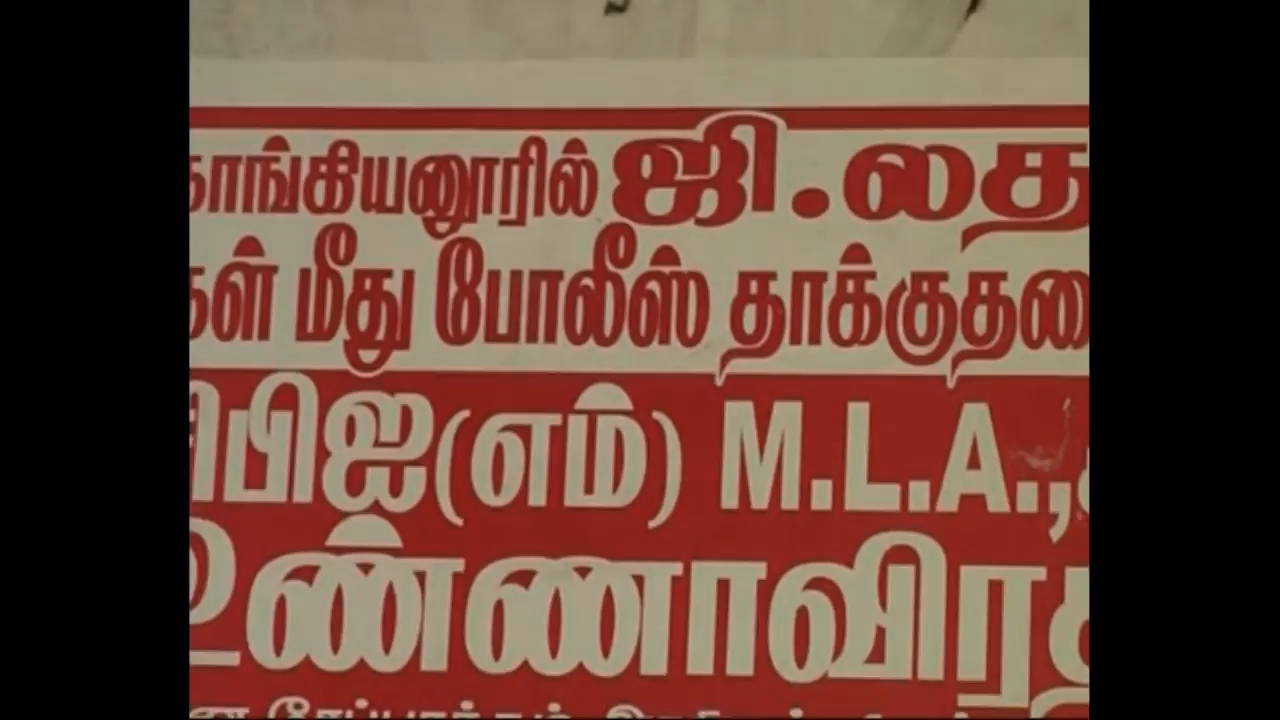 காங்கியனூரில் ஜி.லதா
கள் மீது போலீஸ் தாக்குதலை
சிபிஐ(எம்) M.L.A.,
உண்ணாவிரத